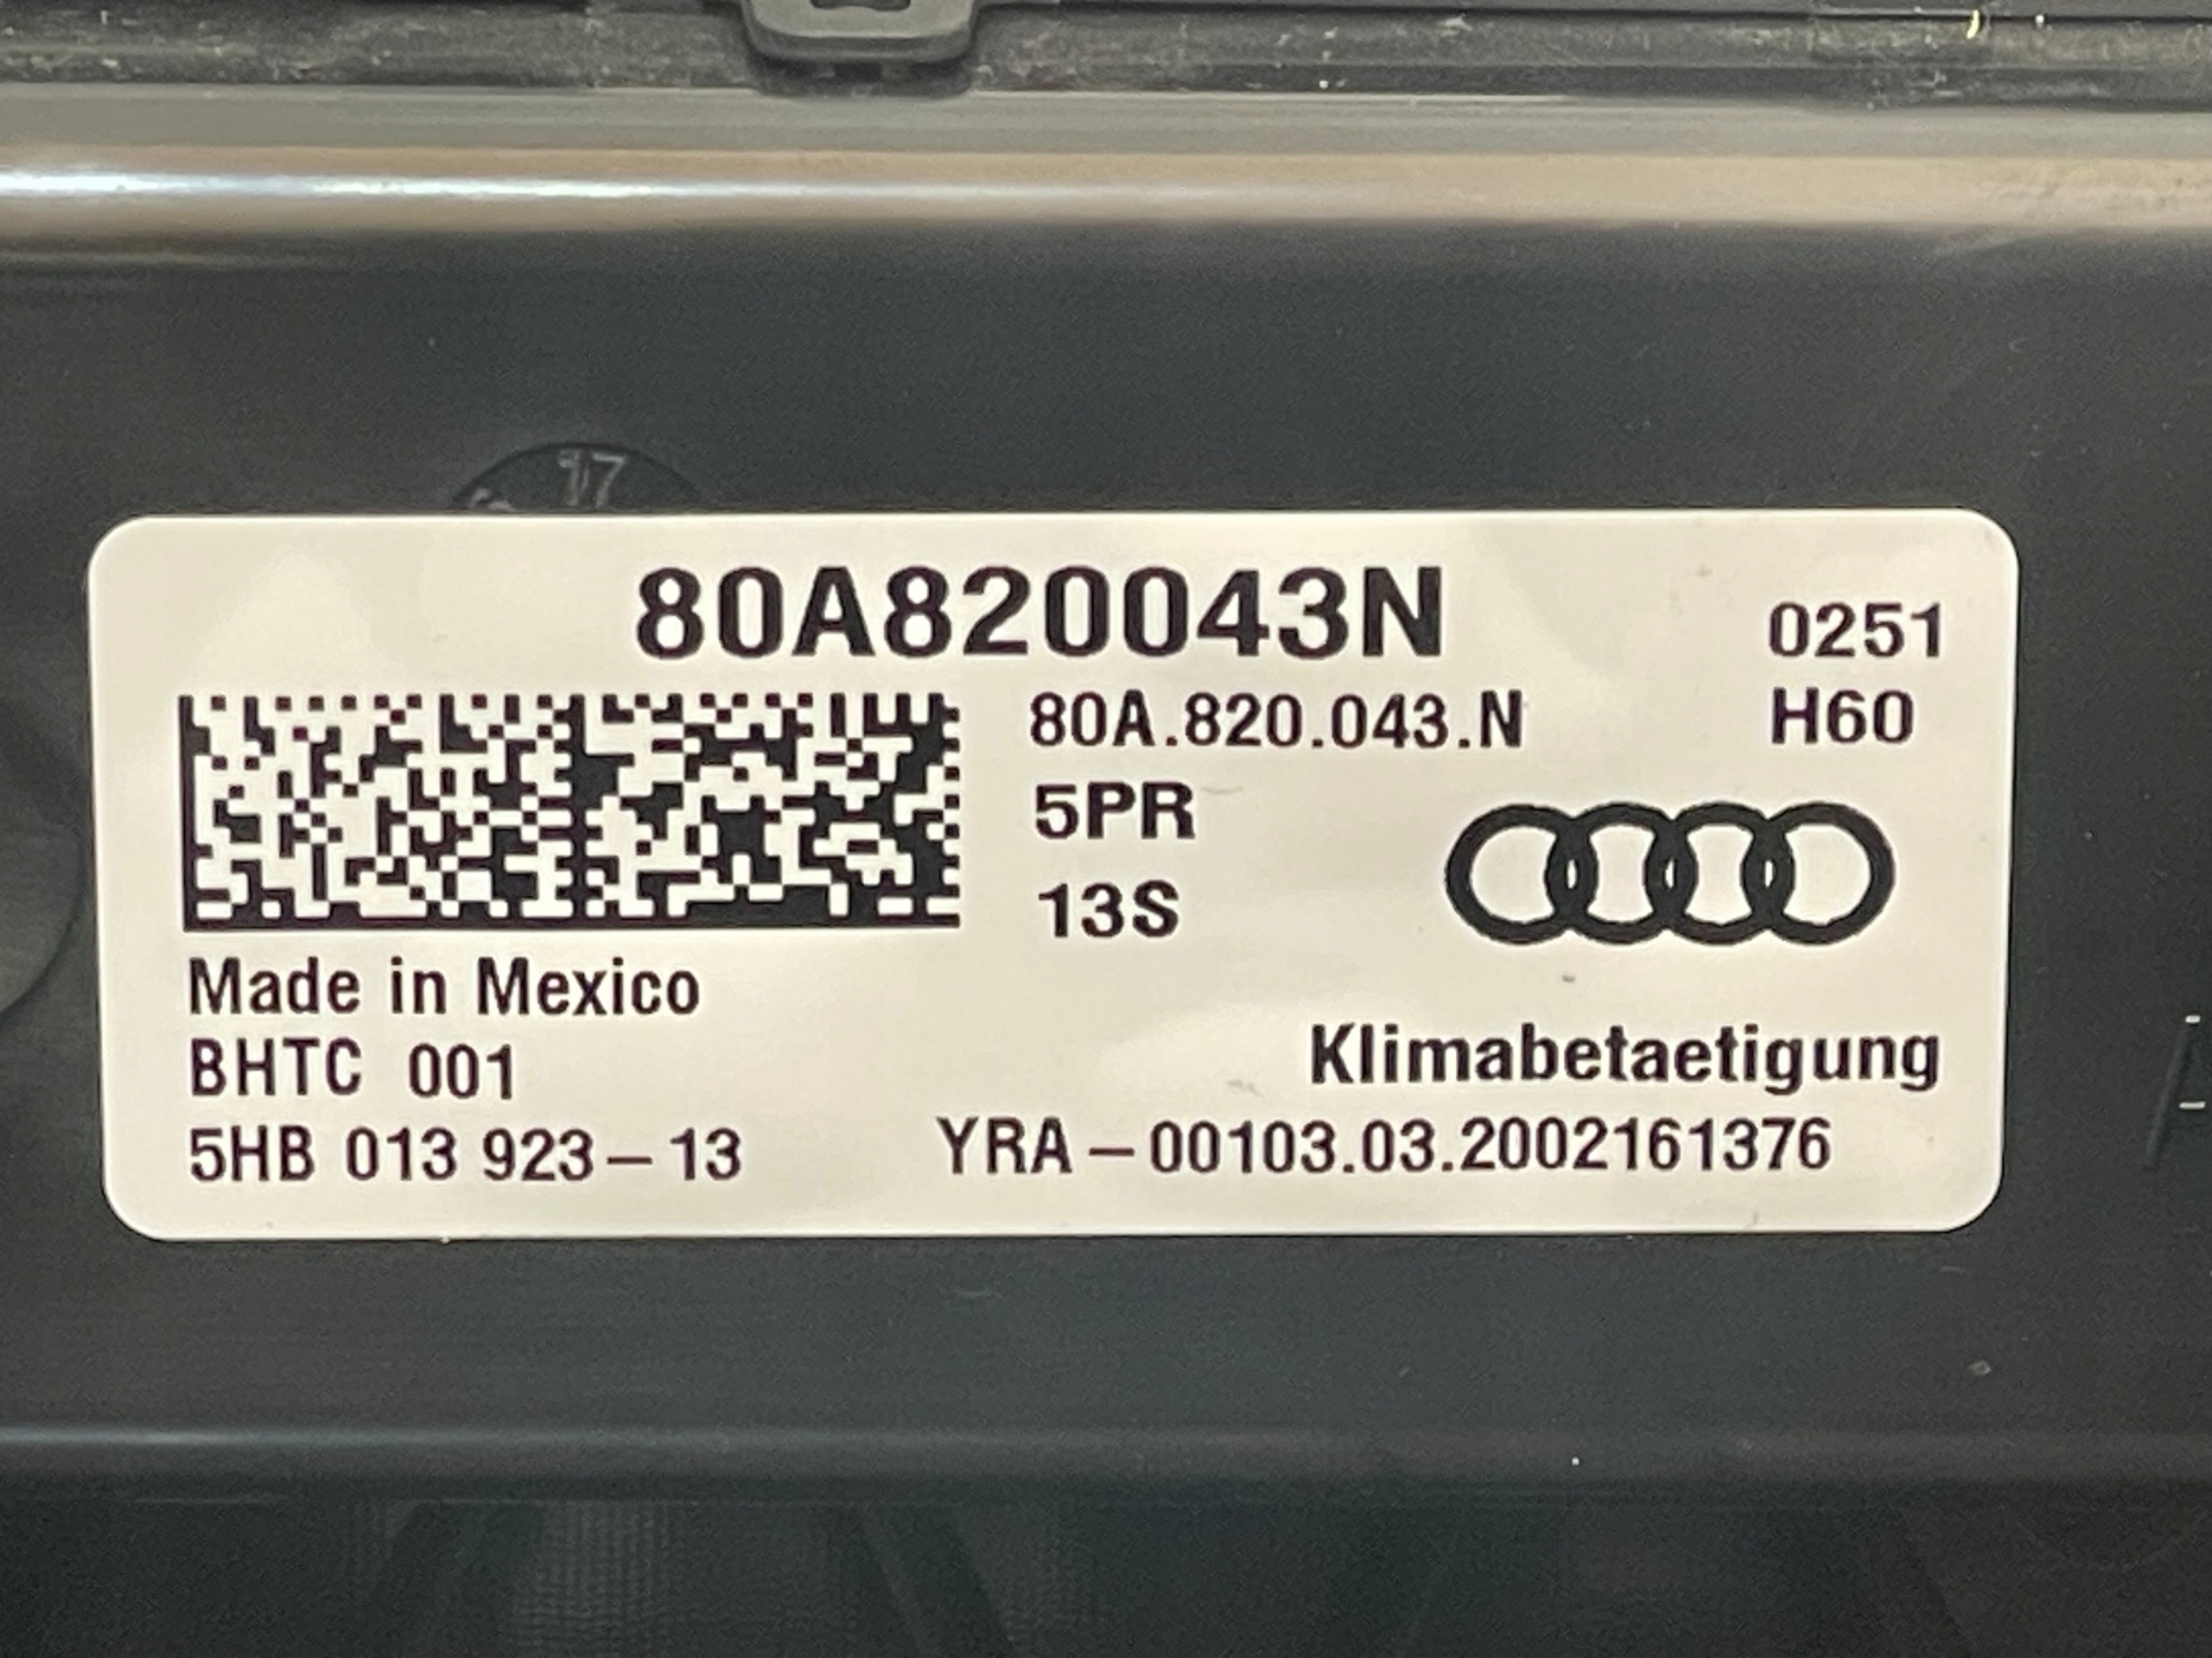 17
80A820043N
0251
80A.820.043.N
H60
5PR
13S
Made in Mexico
BHTC 001
Klimabetaetigung
5HB 013 923-13
YRA-00103.03.2002161376